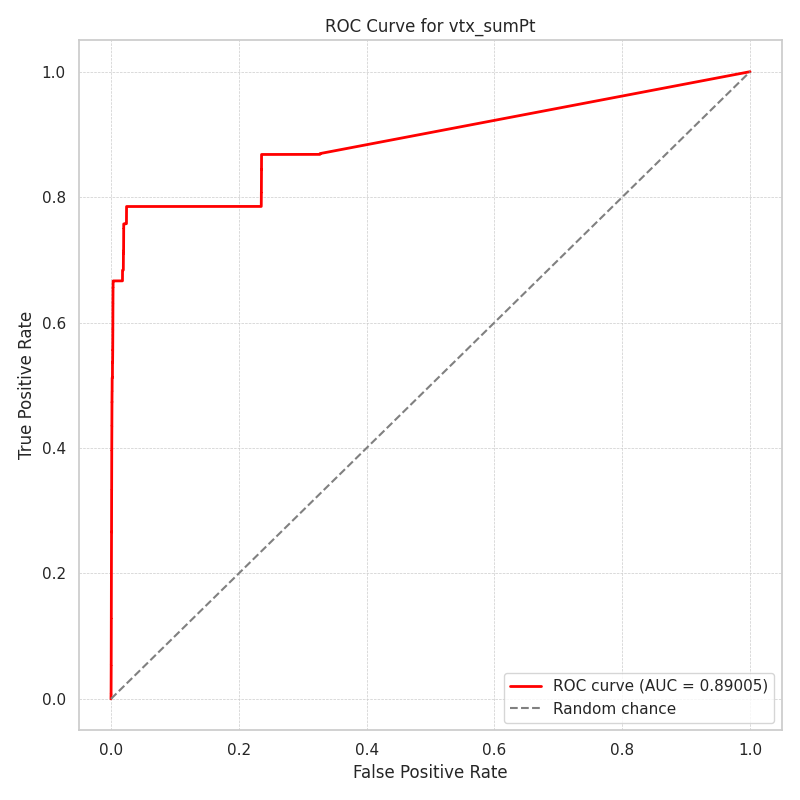 ROC Curve for vtx_sumPt
1.0
0.8
0.6
0.4
0.2
0.0
True Positive Rate
0.0 0.2 0.4 0.6 0.8 1.0
False Positive Rate
ROC curve (AUC = 0.89005)
Random chance